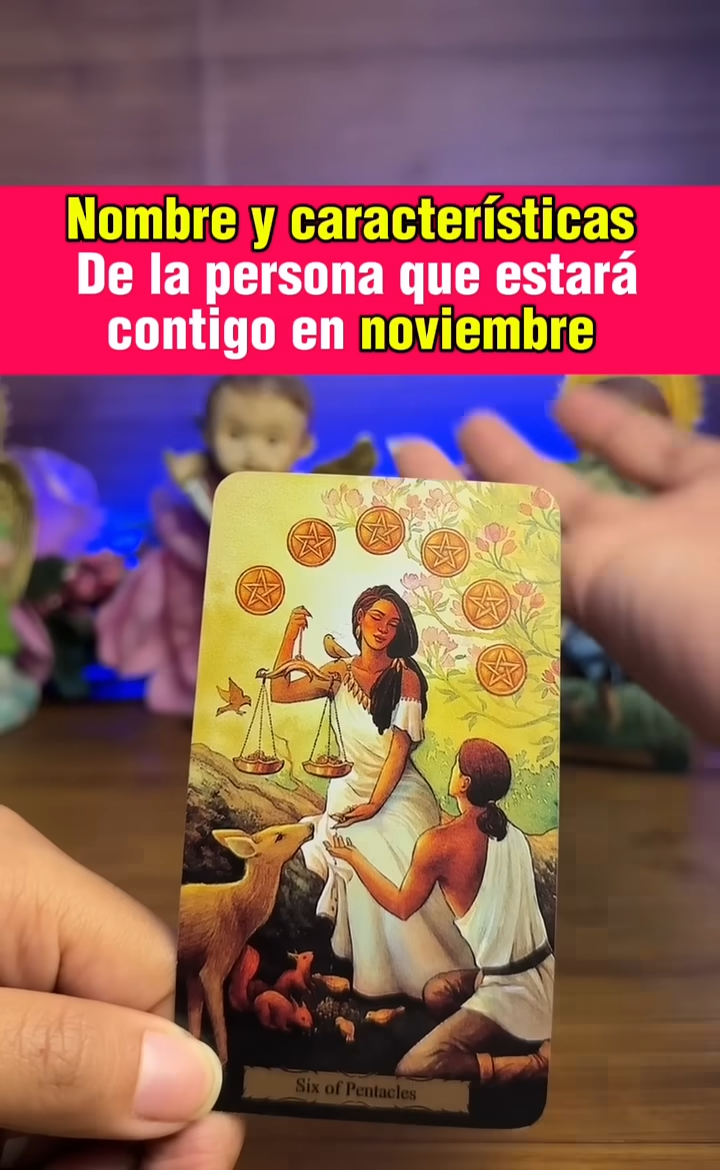 Nombre y características
De la persona que estará
contigo en noviembre
Six of Pentacles